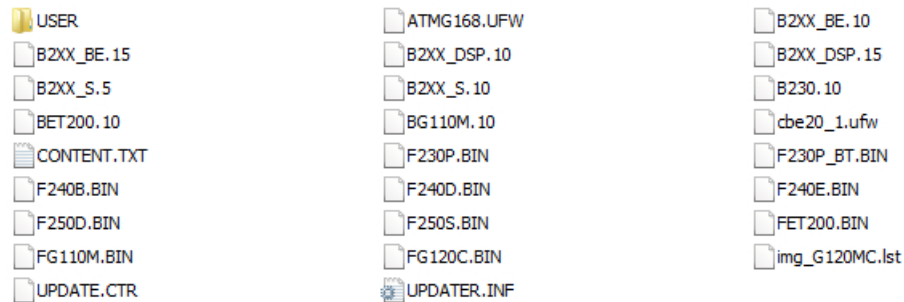 USER
ATMG168.UFW
B2XX_BE.10
B2XX_BE.15
B2XX_DSP.10
B2XX_DSP.15
B2XX_S.5
B2XX_S.10
B230.10
BET200.10
BG110M.10
cbe20_1.ufw
CONTENT.TXT
F230P.BIN
F230P_BT.BIN
F240B.BIN
F240D.BIN
F240E.BIN
F250D.BIN
F250S.BIN
FET200.BIN
FG110M.BIN
FG120C.BIN
img_G120MC.lst
UPDATE.CTR
UPDATER.INF